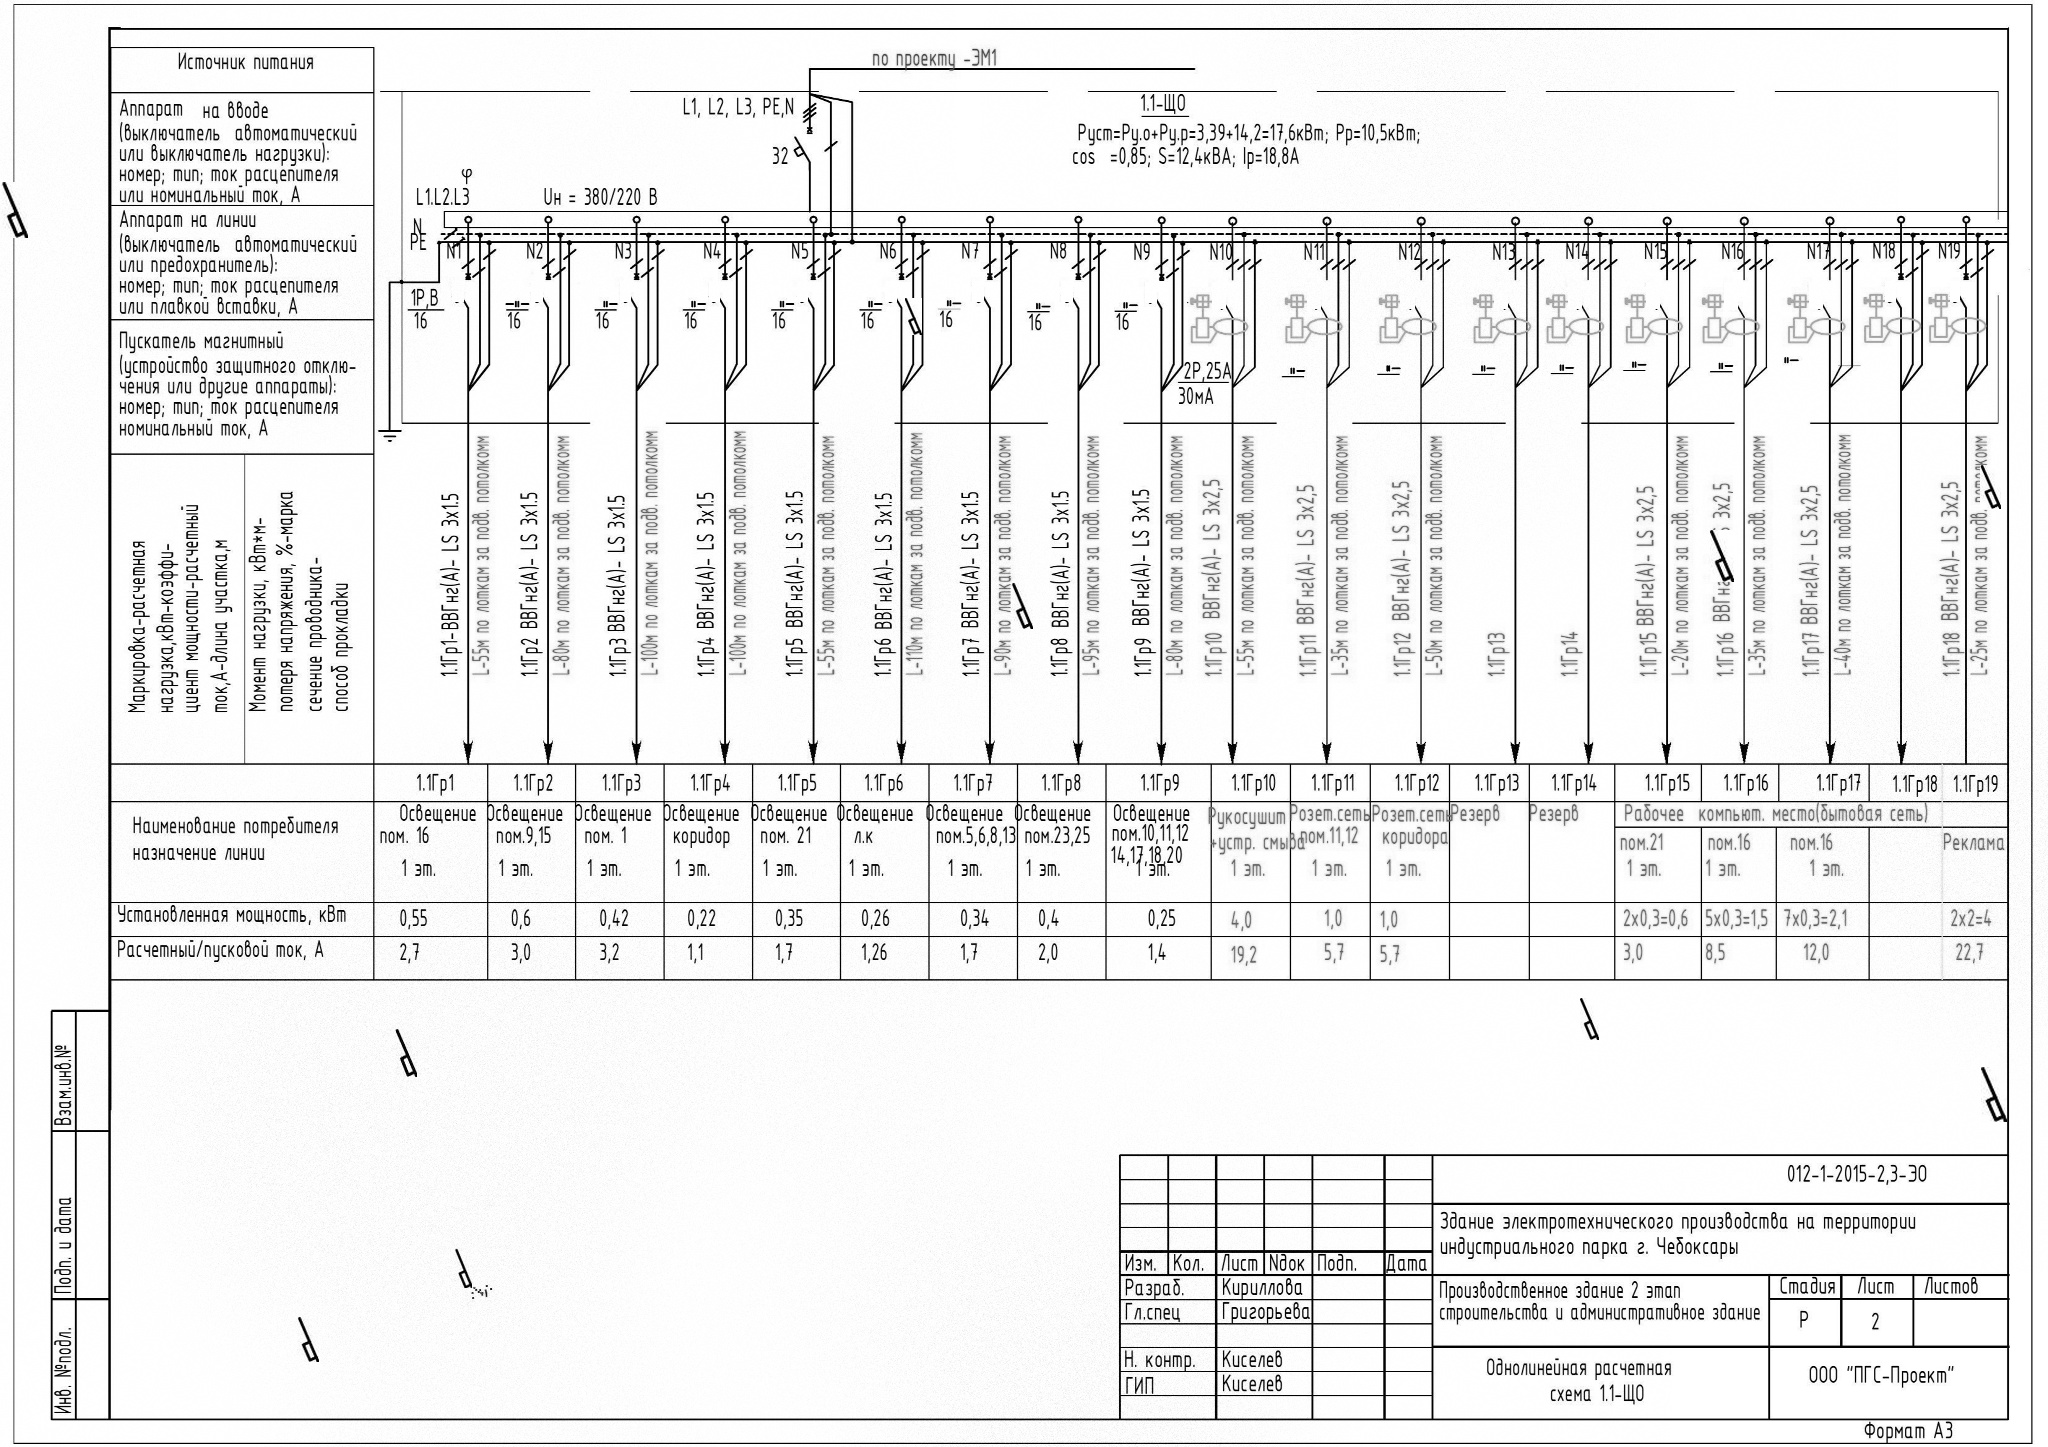 Источник питания
Аппарат на вводе
(выключатель автоматический
или выключатель нагрузки):
номер; тип; ток расцепителя
или номинальный ток, А
Аппарат на линии
(выключатель автоматический
или предохранитель):
номер; тип; ток расцепителя
или плавкой вставки, А
Пускатель магнитный
(устройство защитного отклю-
чения или другие аппараты):
номер; тип; ток расцепителя
номинальный ток, А
Маркировка-расчетная
нагрузка,кВт-коэффи-
циент мощности-расчетный
ток,А-длина участка,м
Момент нагрузки, кВт*м-
потеря напряжения, %-марка
сечение проводника-
способ прокладки
по проекту -ЭМ1
L1, L2, L3, PE,N
32
1.1-ЩО
Руст=Ру.о+Ру.р=3,39+14,2=17,6кВт; Рр=10,5кВт;
cos =0,85; S=12,4кВА; Iр=18,8А
φ
L1.L2.L3
Uн = 380/220 В
N
PE
N1 N2 N3 N4 N5 N6 N7 N8 N9 N10 N11 N12 N13 N14 N15 N16 N17 N18 N19
1Р,В
16
"–
16
"–
16
"–
16
"–
16
"–
16
"–
16
"–
16
"–
16
2Р,25А
30мА
"– "– "– "– "– "– "–
1.1Гр1-ВВГнг(А)- LS 3х1.5
L-55м по лоткам за подв. потолкомм
1.1Гр2 ВВГнг(А)- LS 3х1.5
L-80м по лоткам за подв. потолкомм
1.1Гр3 ВВГнг(А)- LS 3х1.5
L-100м по лоткам за подв. потолкомм
1.1Гр4 ВВГнг(А)- LS 3х1.5
L-100м по лоткам за подв. потолкомм
1.1Гр5 ВВГнг(А)- LS 3х1.5
L-55м по лоткам за подв. потолкомм
1.1Гр6 ВВГнг(А)- LS 3х1.5
L-110м по лоткам за подв. потолкомм
1.1Гр7 ВВГнг(А)- LS 3х1.5
L-90м по лоткам за подв. потолкомм
1.1Гр8 ВВГнг(А)- LS 3х1.5
L-95м по лоткам за подв. потолкомм
1.1Гр9 ВВГнг(А)- LS 3х1.5
L-80м по лоткам за подв. потолкомм
1.1Гр10 ВВГнг(А)- LS 3х2,5
L-55м по лоткам за подв. потолкомм
1.1Гр11 ВВГнг(А)- LS 3х2,5
L-35м по лоткам за подв. потолкомм
1.1Гр12 ВВГнг(А)- LS 3х2,5
L-50м по лоткам за подв. потолкомм
1.1Гр13
1.1Гр14
1.1Гр15 ВВГнг(А)- LS 3х2,5
L-20м по лоткам за подв. потолкомм
1.1Гр16 3х2,5
L-35м по лоткам за подв. потолкомм
1.1Гр17 ВВГнг(А)- LS 3х2,5
L-40м по лоткам за подв. потолкомм
1.1Гр18 ВВГнг(А)- LS 3х2,5
L-25м по лоткам за подв. потолкомм
1.1Гр1 1.1Гр2 1.1Гр3 1.1Гр4 1.1Гр5 1.1Гр6 1.1Гр7 1.1Гр8 1.1Гр9 1.1Гр10 1.1Гр11 1.1Гр12 1.1Гр13 1.1Гр14 1.1Гр15 1.1Гр16 1.1Гр17 1.1Гр18 1.1Гр19
Наименование потребителя
назначение линии
Освещение
пом. 16
1 эт.
Освещение
пом.9,15
1 эт.
Освещение
пом. 1
1 эт.
Освещение
коридор
1 эт.
Освещение
пом. 21
1 эт.
Освещение
л.к
1 эт.
Освещение
пом.5,6,8,13
1 эт.
Освещение
пом.23,25
1 эт.
Освещение
пом.10,11,12
14,17,18,20
1 эт.
Рукосушит
+устр. смыва
1 эт.
Розет.сеть
пом.11,12
1 эт.
Розет.сеть
коридора
1 эт.
Резерв
Резерв
Рабочее компьют. место(бытовая сеть)
пом.21
1 эт.
пом.16
1 эт.
пом.16
1 эт.
Реклама
Установленная мощность, кВт 0,55 0,6 0,42 0,22 0,35 0,26 0,34 0,4 0,25 4,0 1,0 1,0 2х0,3=0,6 5х0,3=1,5 7х0,3=2,1 2х2=4
Расчетный/пусковой ток, А 2,7 3,0 3,2 1,1 1,7 1,26 1,7 2,0 1,4 19,2 5,7 5,7 3,0 8,5 12,0 22,7
Взам.инв.№
Подп. и дата
Инв. №подл.
012-1-2015-2,3-ЭО
Здание электротехнического производства на территории
индустриального парка г. Чебоксары
Изм. Кол. Лист Nдок Подп. Дата
Разраб. Кириллова
Гл.спец Григорьева
Н. контр. Киселев
ГИП Киселев
Производственное здание 2 этап
строительства и административное здание
Стадия Лист Листов
Р 2
Однолинейная расчетная
схема 1.1-ЩО
ООО "ПГС-Проект"
Формат А3